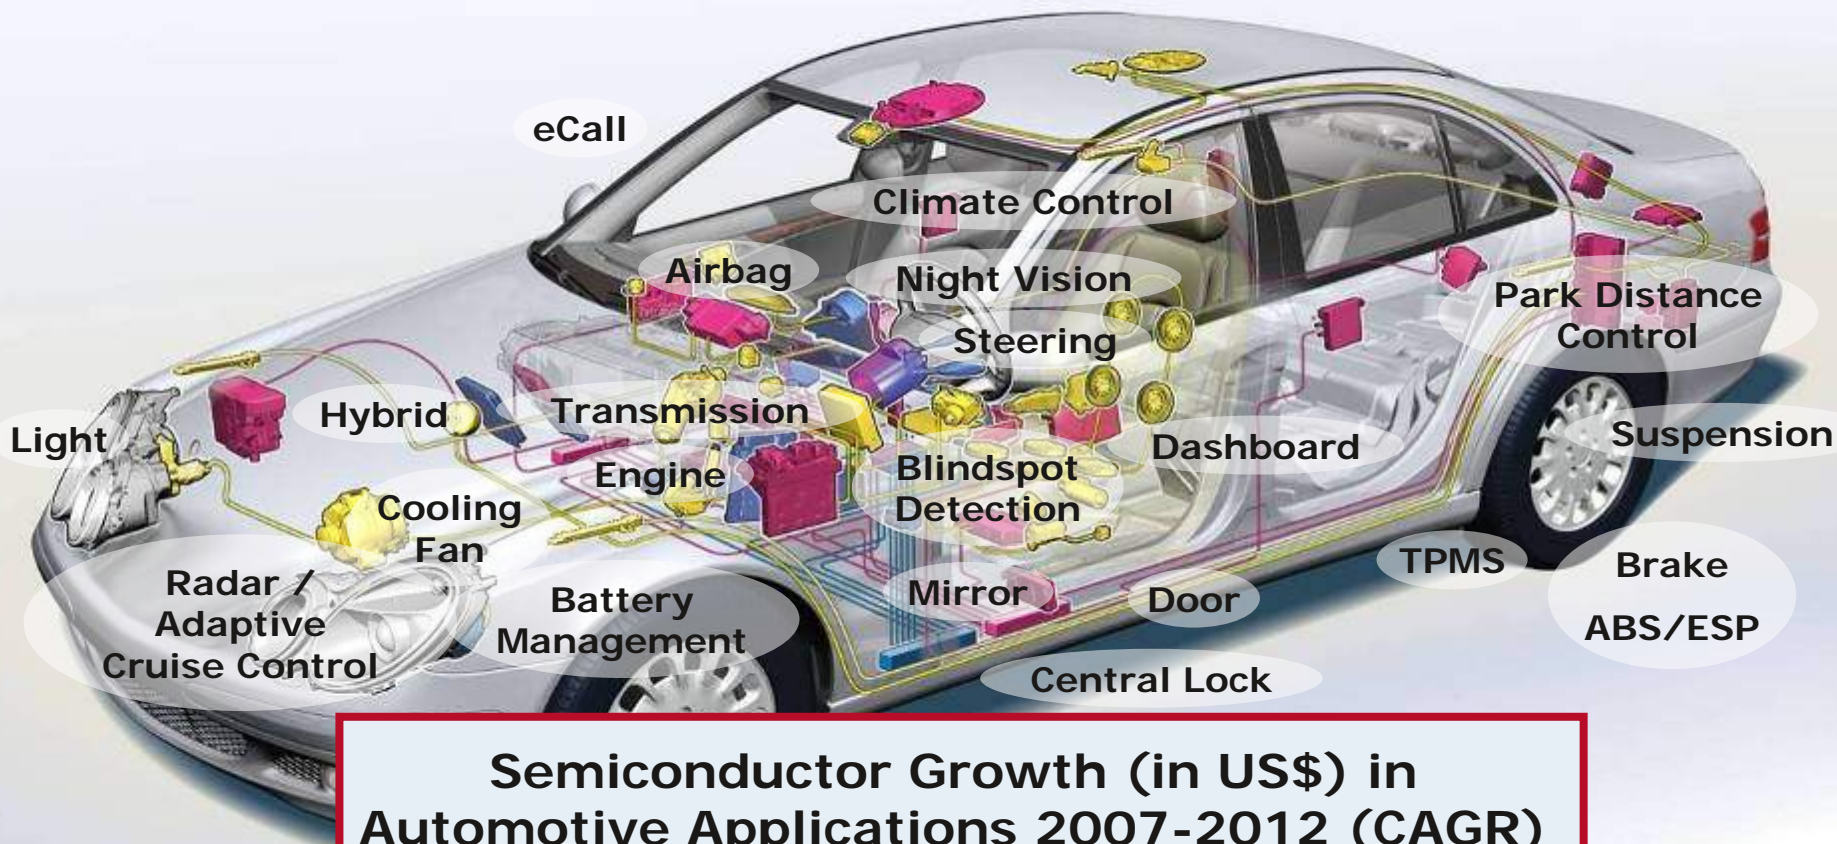 eCall
Climate Control
Airbag
Night Vision
Park Distance
Control
Steering
Hybrid
Transmission
Light
Suspension
Dashboard
Engine
Blindspot
Detection
Cooling
Fan
TPMS
Brake
ABS/ESP
Radar /
Adaptive
Cruise Control
Battery
Management
Mirror
Door
Central Lock
Semiconductor Growth (in US$) in
Automotive Applications 2007-2012 (CAGR)